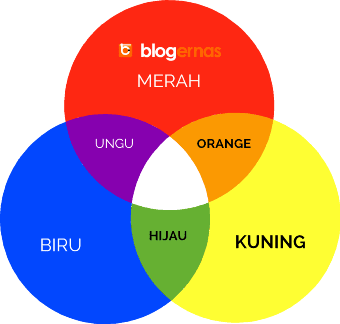 blogernas
MERAH
UNGU
ORANGE
HIJAU
BIRU
KUNING